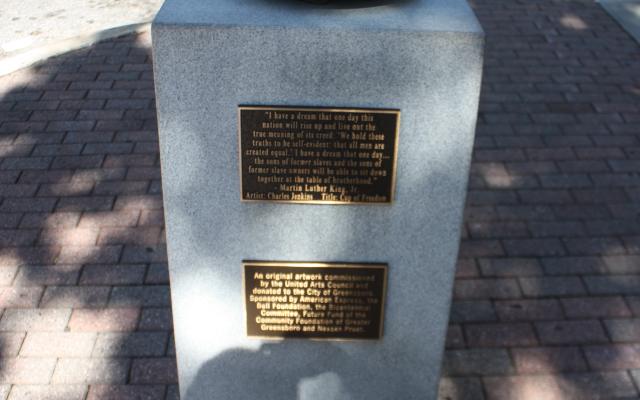 "I have a dream that one day this
nation will rise up and live out the
true meaning of its creed. 'We hold these
truths to be self-evident: that all men are
created equal.' I have a dream that one day...
the sons of former slaves and the sons of
former slave owners will be able to sit down
together at the table of brotherhood."
- Martin Luther King, Jr.
Artist: Charles Jenkins Title: Cup of Freedom
An original artwork commissioned
by the United Arts Council and
donated to the City of Greensboro.
Sponsored by American Express, the
Bell Foundation, the Bicentennial
Committee, Future Fund of the
Community Foundation of Greater
Greensboro and Nessen Pruet.